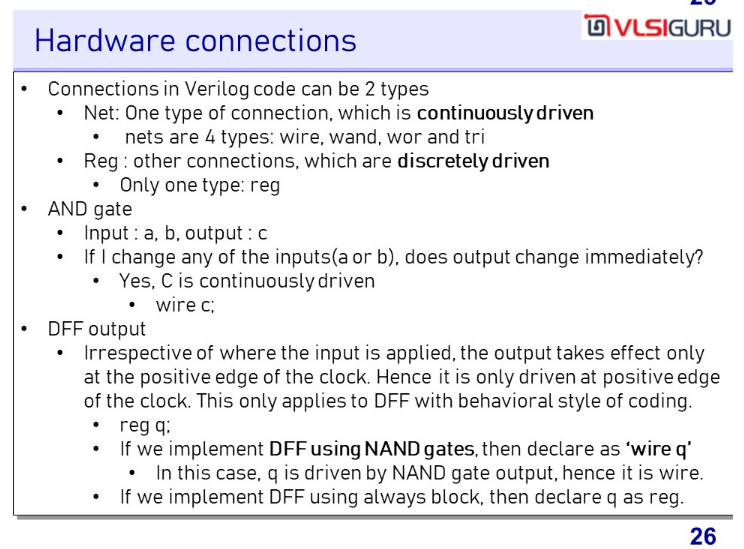 Hardware connections
VLSIGURU
• Connections in Verilog code can be 2 types
• Net: One type of connection, which is continuously driven
• nets are 4 types: wire, wand, wor and tri
• Reg : other connections, which are discretely driven
• Only one type: reg
• AND gate
• Input : a, b, output : c
• If I change any of the inputs(a or b), does output change immediately?
• Yes, C is continuously driven
• wire c;
• DFF output
• Irrespective of where the input is applied, the output takes effect only
at the positive edge of the clock. Hence it is only driven at positive edge
of the clock. This only applies to DFF with behavioral style of coding.
• reg q;
• If we implement DFF using NAND gates, then declare as ‘wire q’
• In this case, q is driven by NAND gate output, hence it is wire.
• If we implement DFF using always block, then declare q as reg.
26